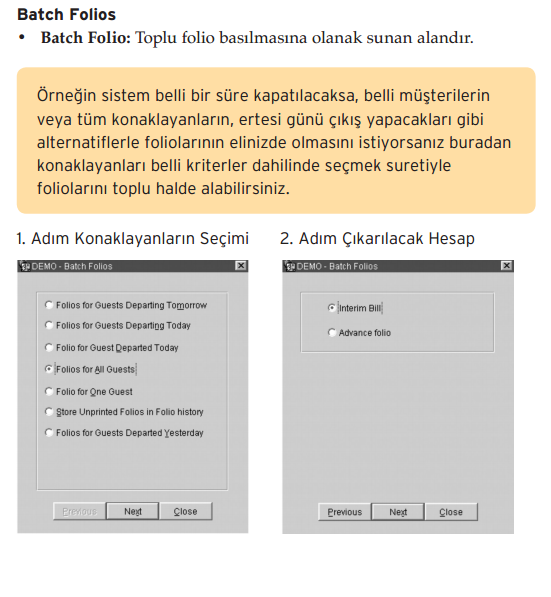 Batch Folios
• Batch Folio: Toplu folio basılmasına olanak sunan alandır.
Örneğin sistem belli bir süre kapatılacaksa, belli müşterilerin
veya tüm konaklayanların, ertesi günü çıkış yapacakları gibi
alternatiflerle foliolarının elinizde olmasını istiyorsanız buradan
konaklayanları belli kriterler dahilinde seçmek suretiyle
foliolarını toplu halde alabilirsiniz.
1. Adım Konaklayanların Seçimi
DEMO - Batch Folios
Folios for Guests Departing Tomorrow
Folios for Guests Departing Today
Folio for Guest Departed Today
Folios for All Guests
Folio for One Guest
Store Unprinted Folios in Folio history
Folios for Guests Departed Yesterday
Previous Next Close
2. Adım Çıkarılacak Hesap
DEMO - Batch Folios
Interim Bill
Advance folio
Previous Next Close